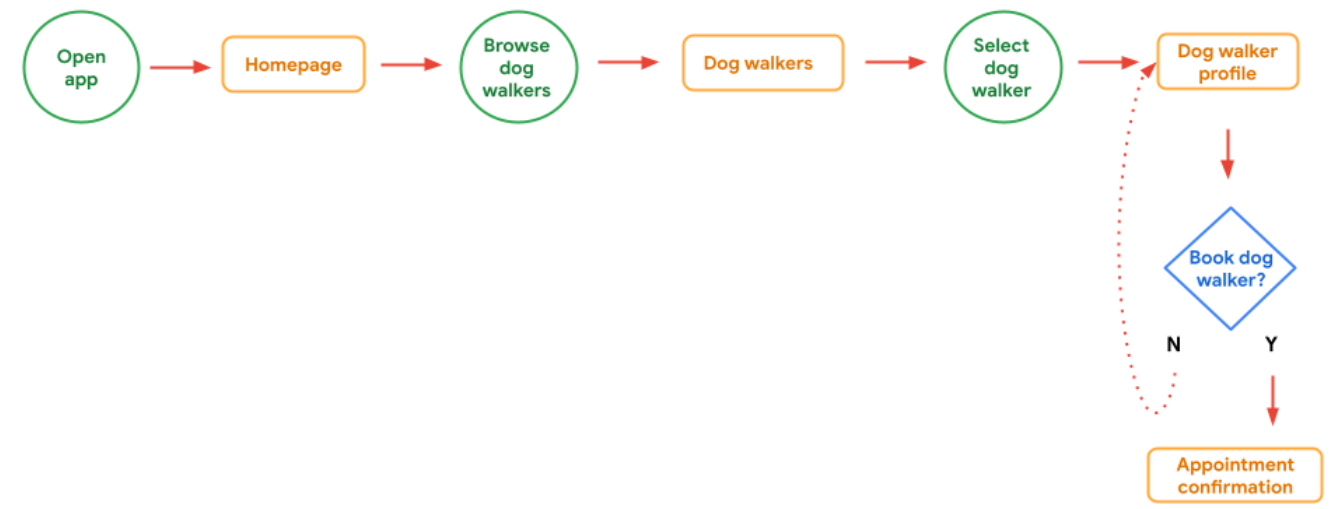 Open
app
Homepage
Browse
dog
walkers
Dog walkers
Select
dog
walker
Dog walker
profile
Book dog
walker?
N
Y
Appointment
confirmation